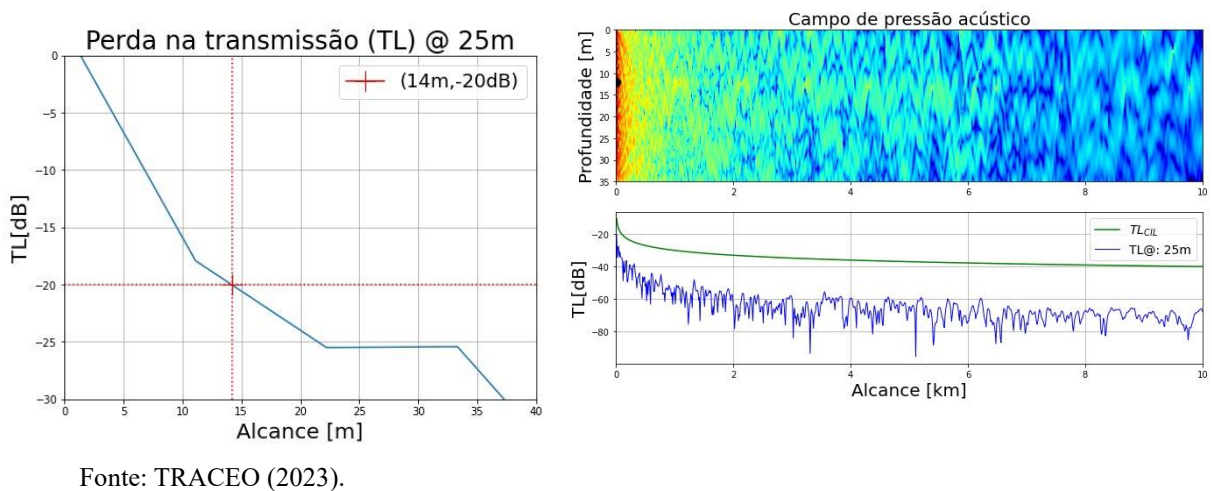 Perda na transmissão (TL) @ 25m
(14m,-20dB)
TL[dB]
0
−5
−10
−15
−20
−25
−30
0 5 10 15 20 25 30 35 40
Alcance [m]
Campo de pressão acústico
Profundidade [m]
0
5
10
15
20
25
30
35
0 2 4 6 8 10
TL_CIL
TL@: 25m
TL[dB]
−20
−40
−60
−80
0 2 4 6 8 10
Alcance [km]
Fonte: TRACEO (2023).